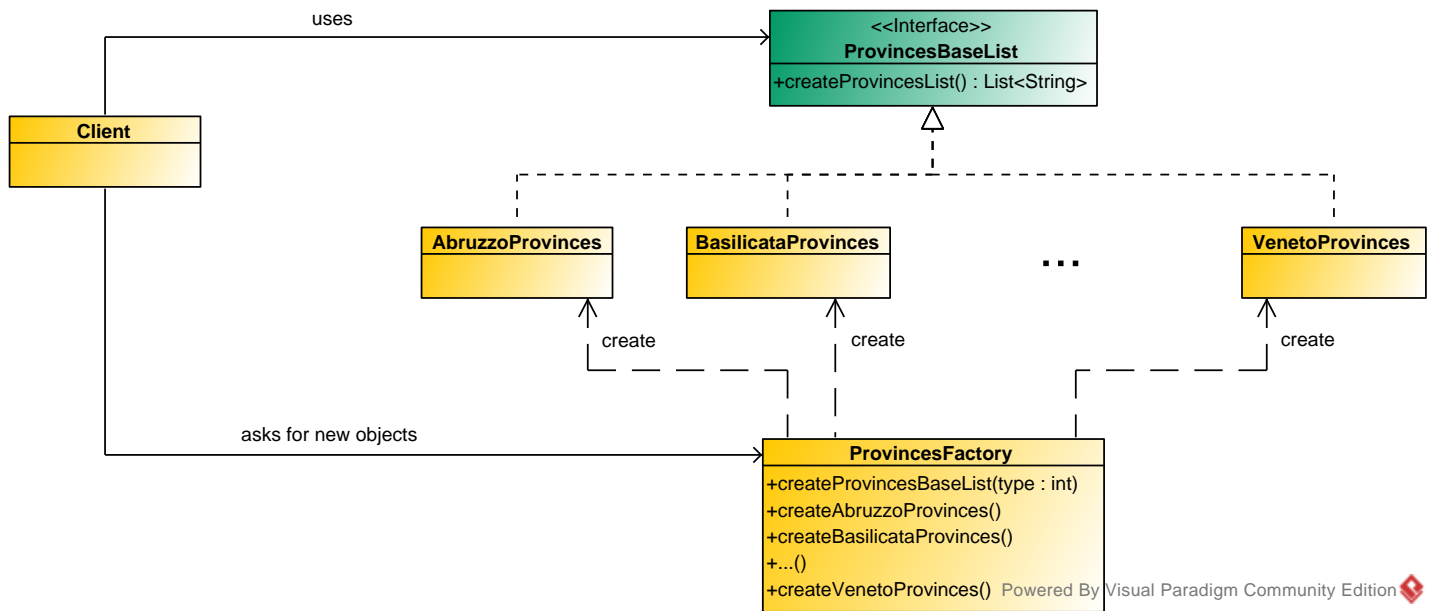 uses
<<Interface>>
ProvincesBaseList
+createProvincesList() : List<String>
Client
AbruzzoProvinces
BasilicataProvinces
...
VenetoProvinces
create
create
create
asks for new objects
ProvincesFactory
+createProvincesBaseList(type : int)
+createAbruzzoProvinces()
+createBasilicataProvinces()
+...()
+createVenetoProvinces()
Powered By Visual Paradigm Community Edition